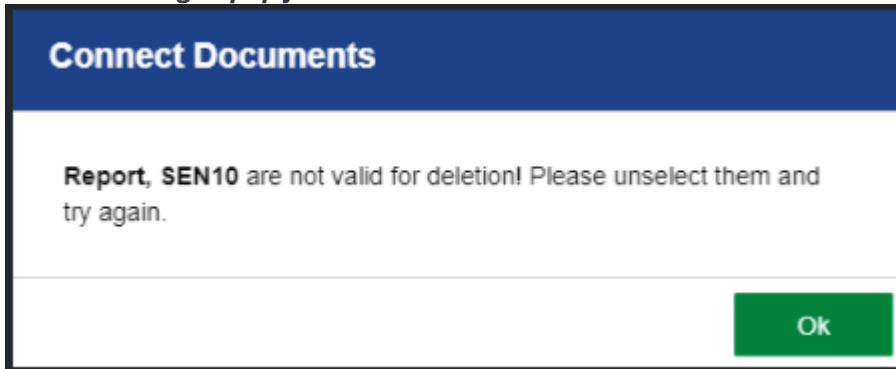 Connect Documents
Report, SEN10 are not valid for deletion! Please unselect them and
try again.
Ok